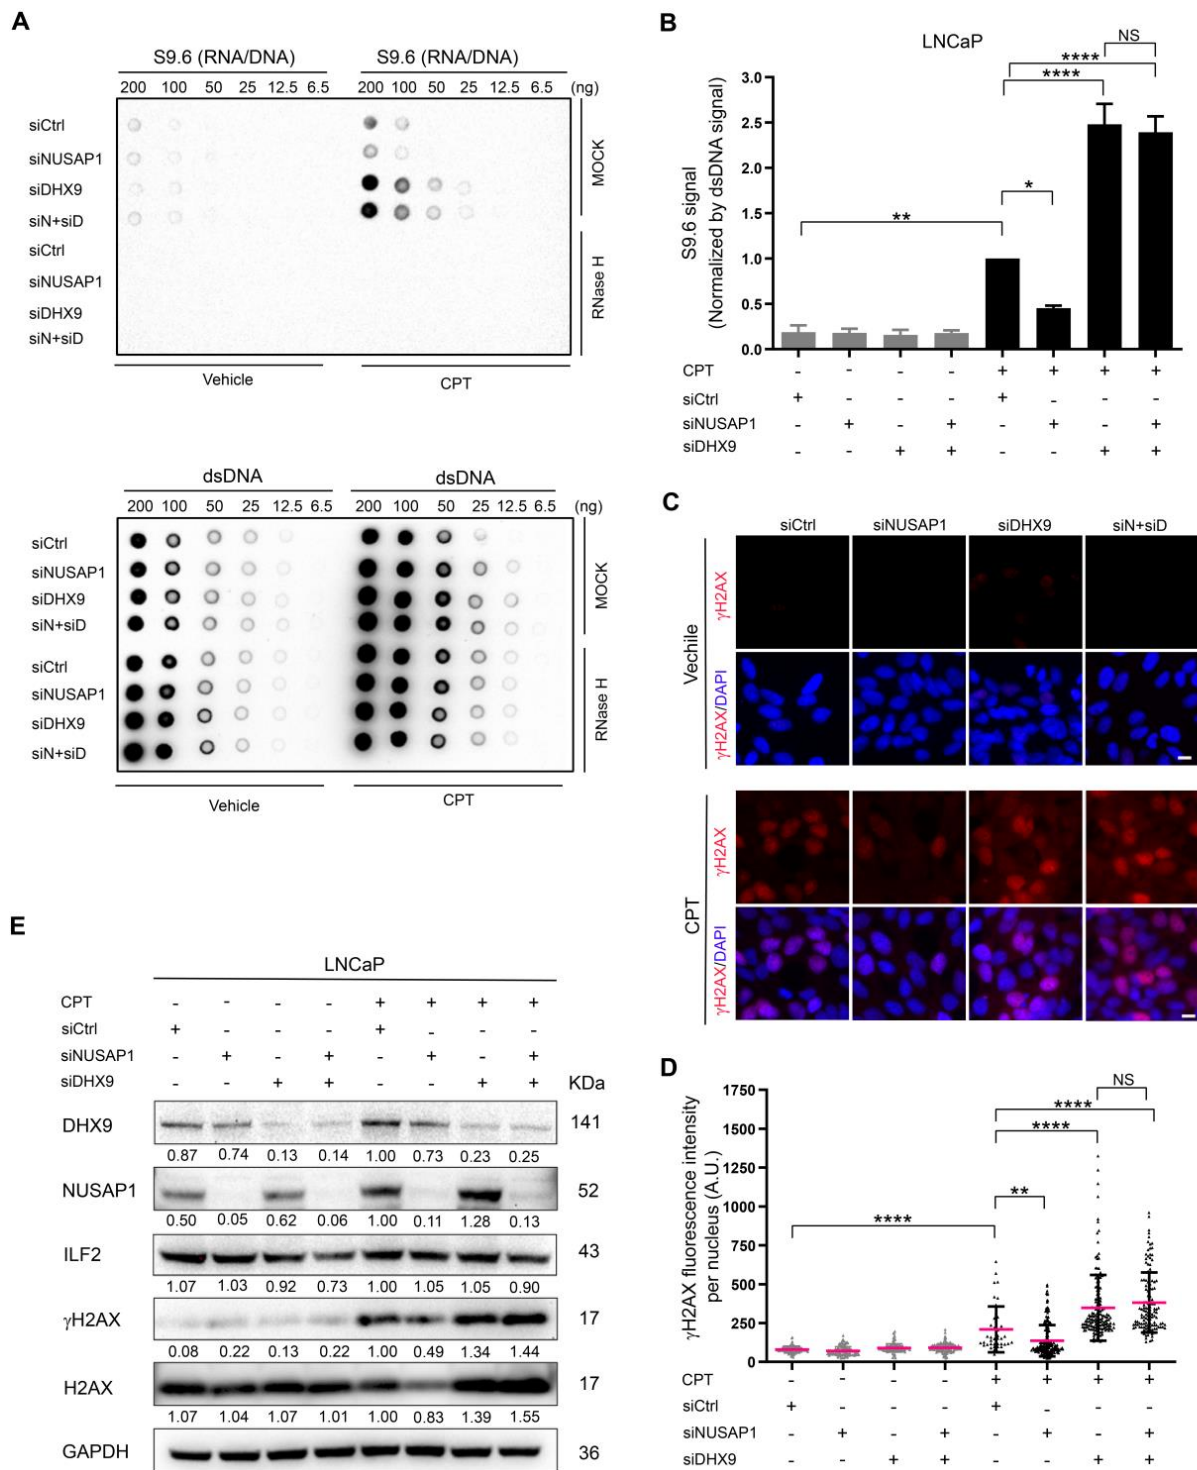 A
S9.6 (RNA/DNA) S9.6 (RNA/DNA)
200 100 50 25 12.5 6.5 200 100 50 25 12.5 6.5 (ng)
siCtrl
siNUSAP1
siDHX9
siN+siD
MOCK
siCtrl
siNUSAP1
siDHX9
siN+siD
RNase H
Vehicle CPT
dsDNA dsDNA
200 100 50 25 12.5 6.5 200 100 50 25 12.5 6.5 (ng)
siCtrl
siNUSAP1
siDHX9
siN+siD
MOCK
siCtrl
siNUSAP1
siDHX9
siN+siD
RNase H
Vehicle CPT
B
LNCaP
S9.6 signal
(Normalized by dsDNA signal)
3.0
2.5
2.0
1.5
1.0
0.5
0.0
NS
****
****
*
**
CPT - - - - + + + +
siCtrl + - - - + - - -
siNUSAP1 - + - + - + - +
siDHX9 - - + + - - + +
C
siCtrl siNUSAP1 siDHX9 siN+siD
Vechile
γH2AX
γH2AX/DAPI
CPT
γH2AX
γH2AX/DAPI
D
γH2AX fluorescence intensity
per nucleus (A.U.)
1750
1500
1250
1000
750
500
250
0
NS
****
****
**
****
CPT - - - - + + + +
siCtrl + - - - + - - -
siNUSAP1 - + - + - + - +
siDHX9 - - + + - - + +
E
LNCaP
CPT - - - - + + + +
siCtrl + - - - + - - -
siNUSAP1 - + - + - + - +
siDHX9 - - + + - - + + KDa
DHX9 141
0.87 0.74 0.13 0.14 1.00 0.73 0.23 0.25
NUSAP1 52
0.50 0.05 0.62 0.06 1.00 0.11 1.28 0.13
ILF2 43
1.07 1.03 0.92 0.73 1.00 1.05 1.05 0.90
γH2AX 17
0.08 0.22 0.13 0.22 1.00 0.49 1.34 1.44
H2AX 17
1.07 1.04 1.07 1.01 1.00 0.83 1.39 1.55
GAPDH 36